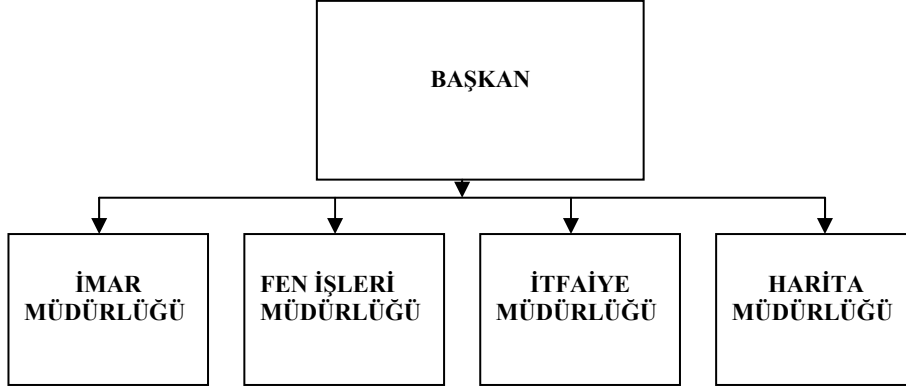 BAŞKAN
İMAR
MÜDÜRLÜĞÜ
FEN İŞLERİ
MÜDÜRLÜĞÜ
İTFAİYE
MÜDÜRLÜĞÜ
HARİTA
MÜDÜRLÜĞÜ